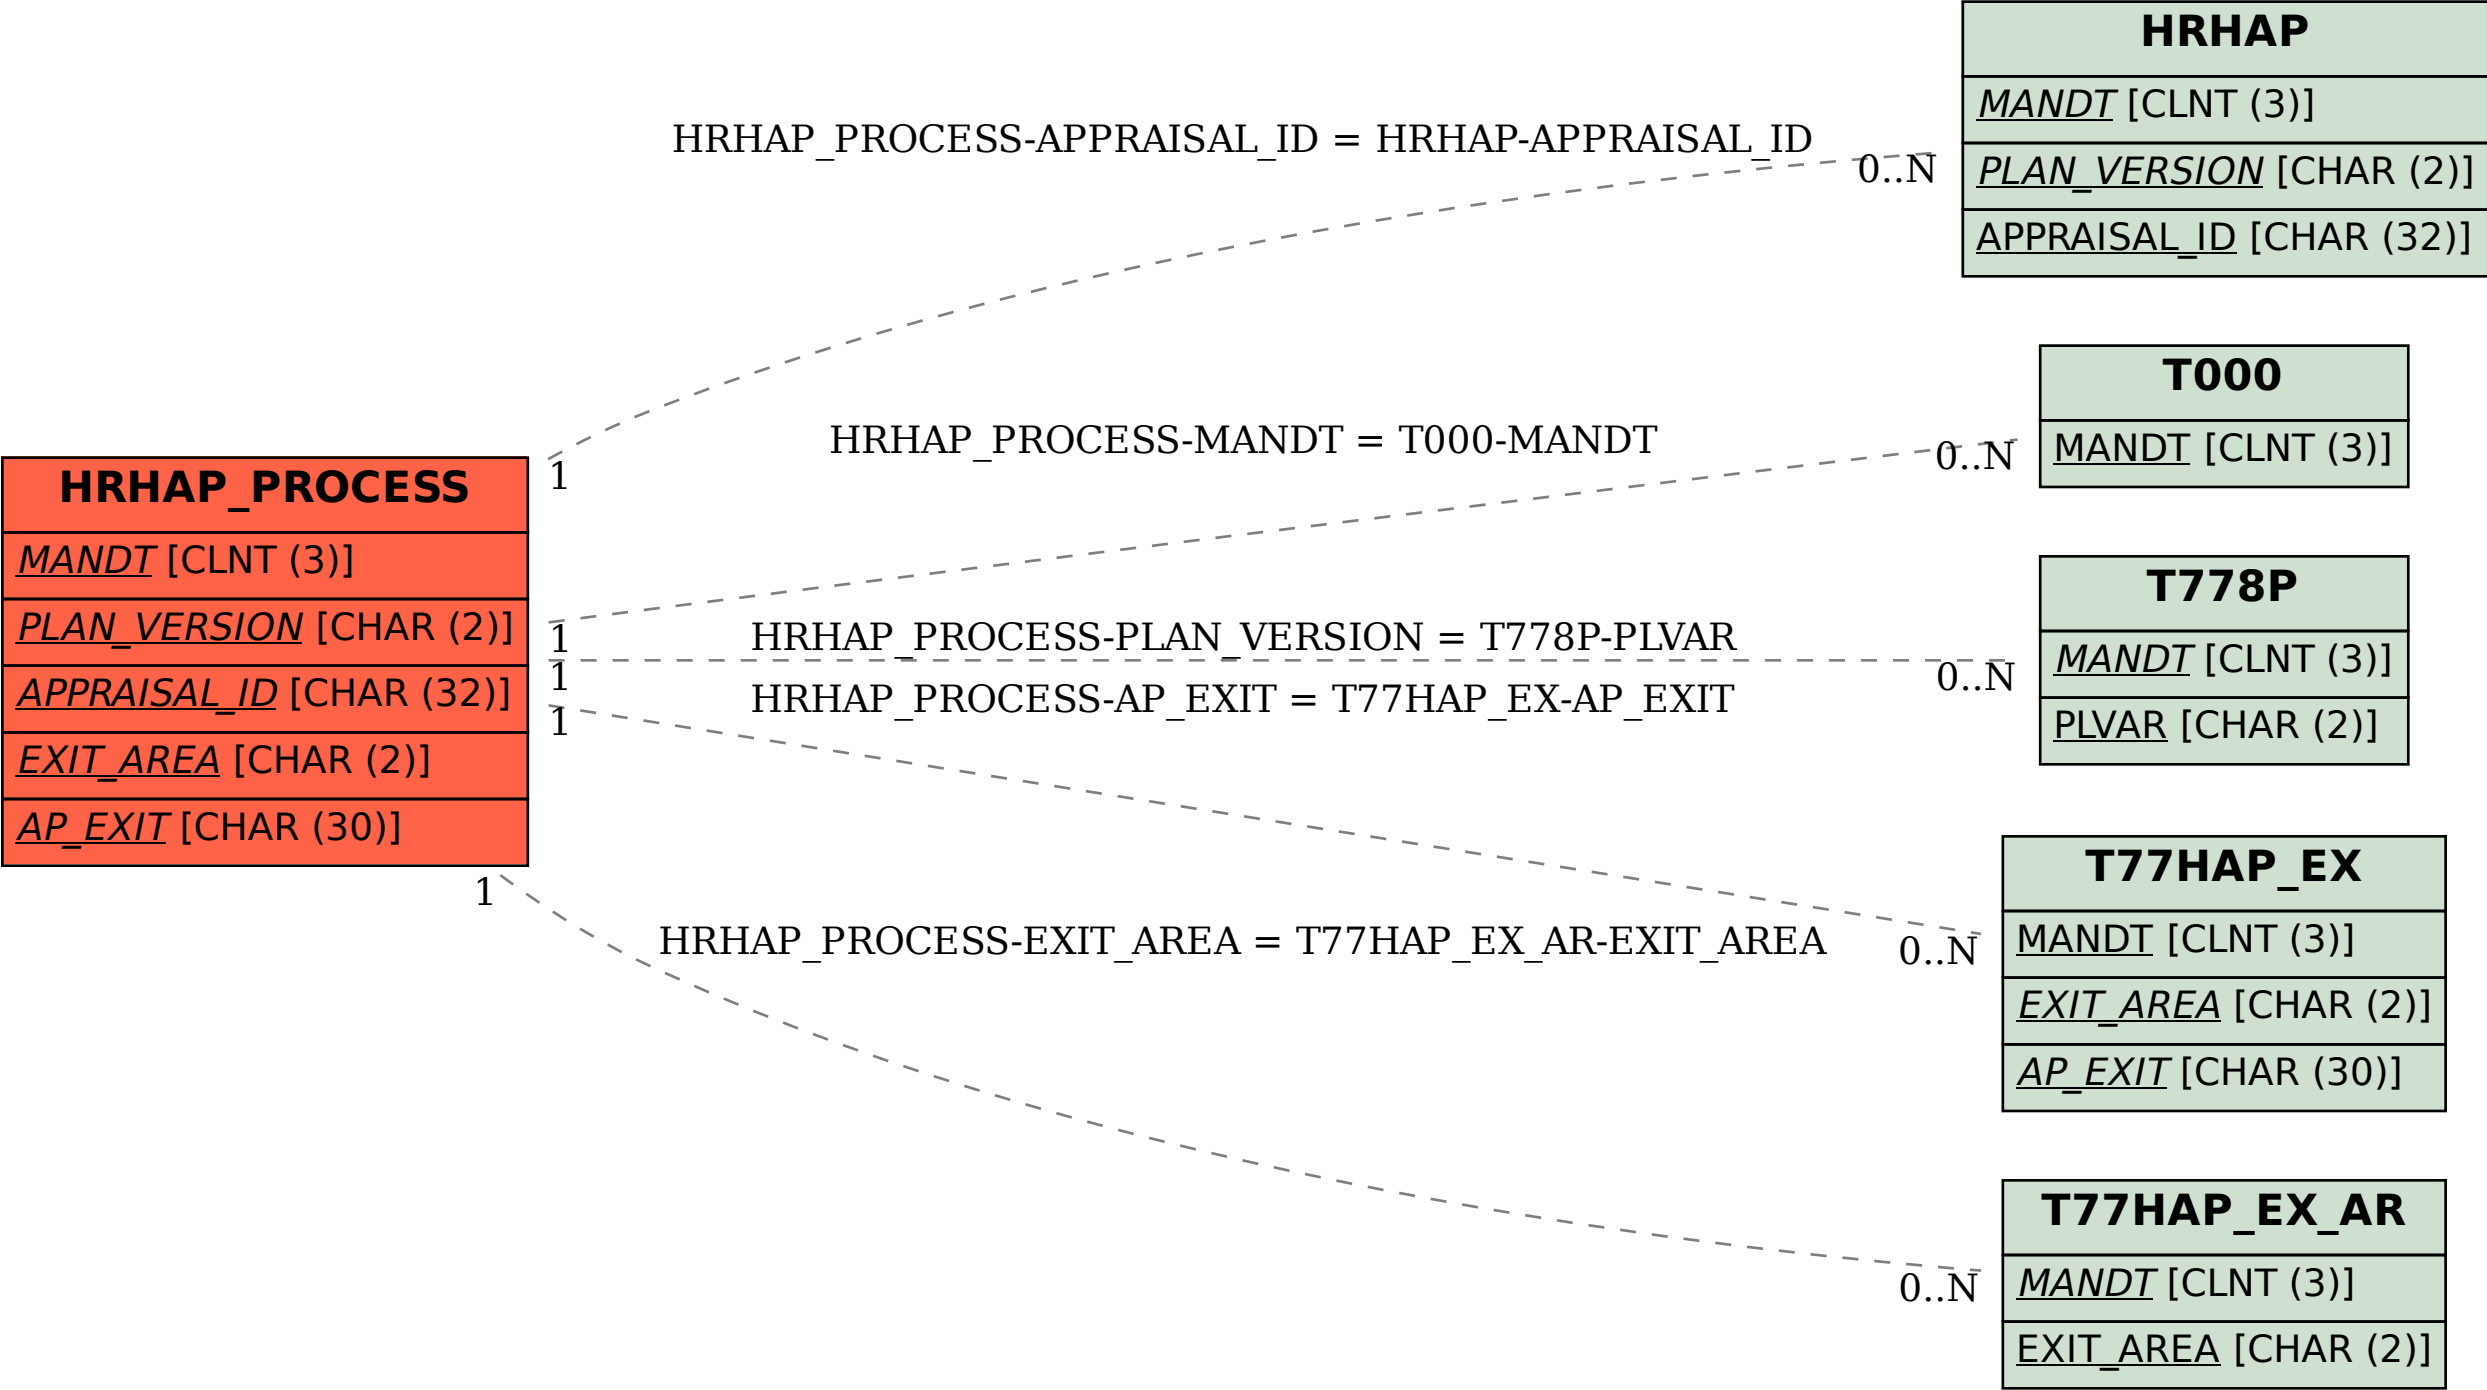 HRHAP
MANDT [CLNT (3)]
PLAN_VERSION [CHAR (2)]
APPRAISAL_ID [CHAR (32)]
HRHAP_PROCESS-APPRAISAL_ID = HRHAP-APPRAISAL_ID
0..N
1
T000
MANDT [CLNT (3)]
HRHAP_PROCESS-MANDT = T000-MANDT
0..N
1
HRHAP_PROCESS
MANDT [CLNT (3)]
PLAN_VERSION [CHAR (2)]
APPRAISAL_ID [CHAR (32)]
EXIT_AREA [CHAR (2)]
AP_EXIT [CHAR (30)]
T778P
MANDT [CLNT (3)]
PLVAR [CHAR (2)]
HRHAP_PROCESS-PLAN_VERSION = T778P-PLVAR
0..N
1
HRHAP_PROCESS-AP_EXIT = T77HAP_EX-AP_EXIT
0..N
1
T77HAP_EX
MANDT [CLNT (3)]
EXIT_AREA [CHAR (2)]
AP_EXIT [CHAR (30)]
1
HRHAP_PROCESS-EXIT_AREA = T77HAP_EX_AR-EXIT_AREA
0..N
T77HAP_EX_AR
MANDT [CLNT (3)]
EXIT_AREA [CHAR (2)]